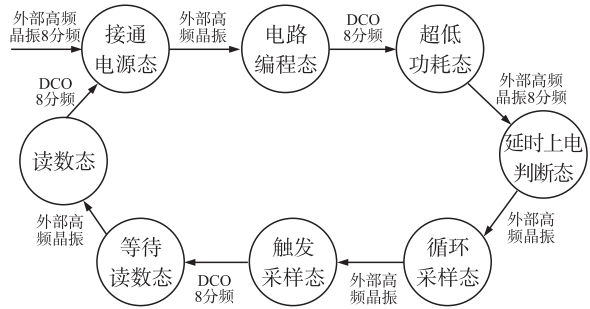 外部高频
晶振8分频
接通
电源态
外部高
频晶振
电路
编程态
DCO
8分频
超低
功耗态
外部高频
晶振8分频
延时上电
判断态
外部高
频晶振
循环
采样态
外部高
频晶振
触发
采样态
DCO
8分频
等待
读数态
外部高
频晶振
读数态
DCO
8分频